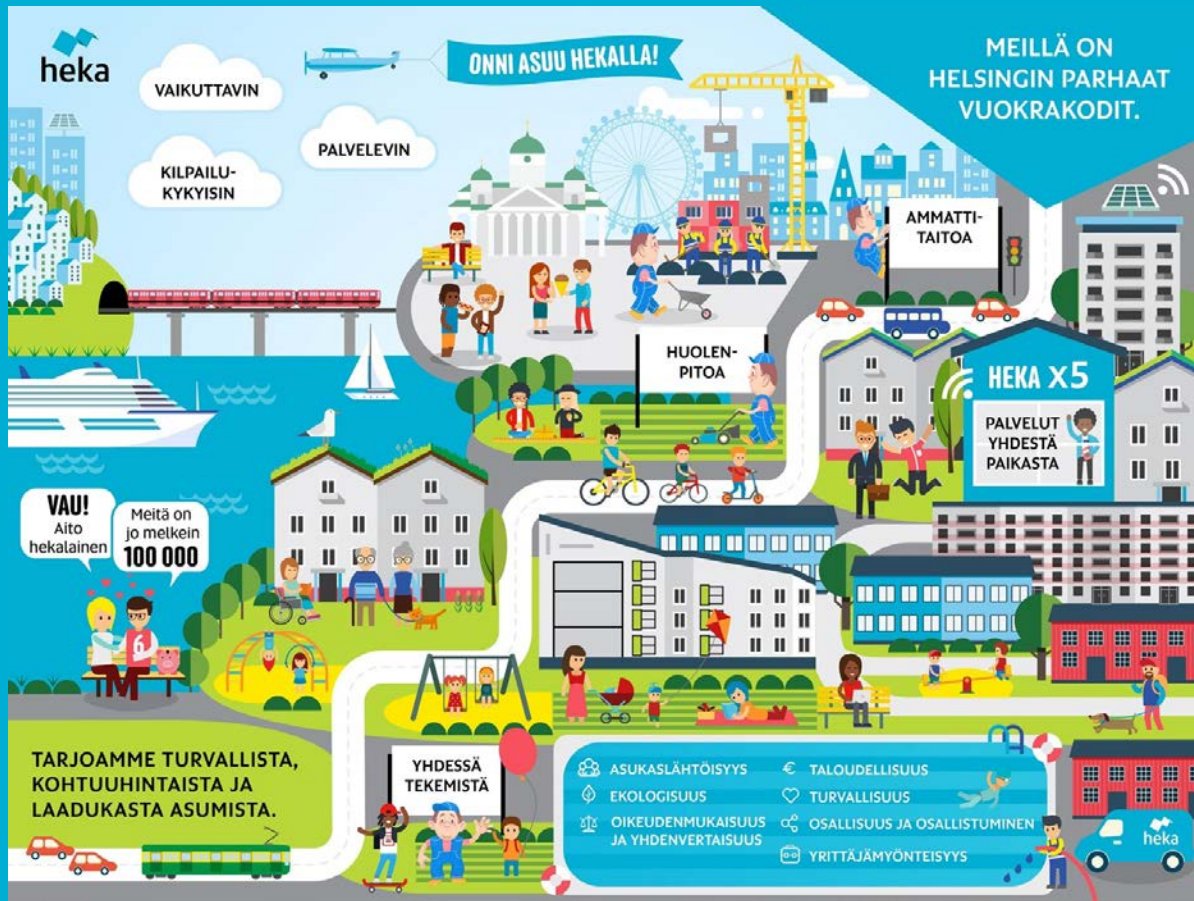 heka
VAIKUTTAVIN
KILPAILU-
KYKYISIN
PALVELEVIN
ONNI ASUU HEKALLA!
MEILLÄ ON
HELSINGIN PARHAAT
VUOKRAKODIT.
AMMATTI-
TAITOA
HUOLEN-
PITOA
HEKA X5
PALVELUT
YHDESTÄ
PAIKASTA
VAU!
Aito
hekalainen
Meitä on
jo melkein
100 000
TARJOAMME TURVALLISTA,
KOHTUUHINTAISTA JA
LAADUKASTA ASUMISTA.
YHDESSÄ
TEKEMISTÄ
ASUKASLÄHTÖISYYS
EKOLOGISUUS
OIKEUDENMUKAISUUS
JA YHDENVERTAISUUS
€ TALOUDELLISUUS
TURVALLISUUS
OSALLISUUS JA OSALLISTUMINEN
YRITTÄJÄMYÖNTEISYYS
heka